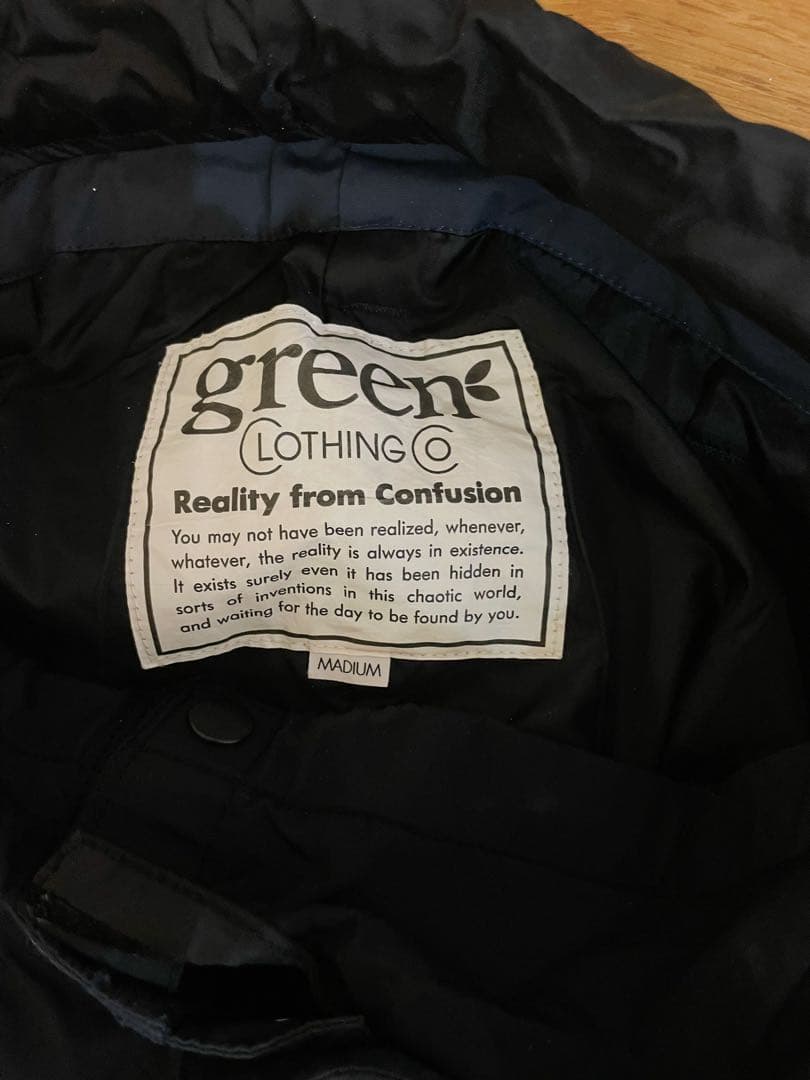 green
CLOTHING CO
Reality from Confusion
You may not have been realized, whenever,
whatever, the reality is always in existence.
It exists surely even it has been hidden in
sorts of inventions in this chaotic world,
and waiting for the day to be found by you.
MADIUM